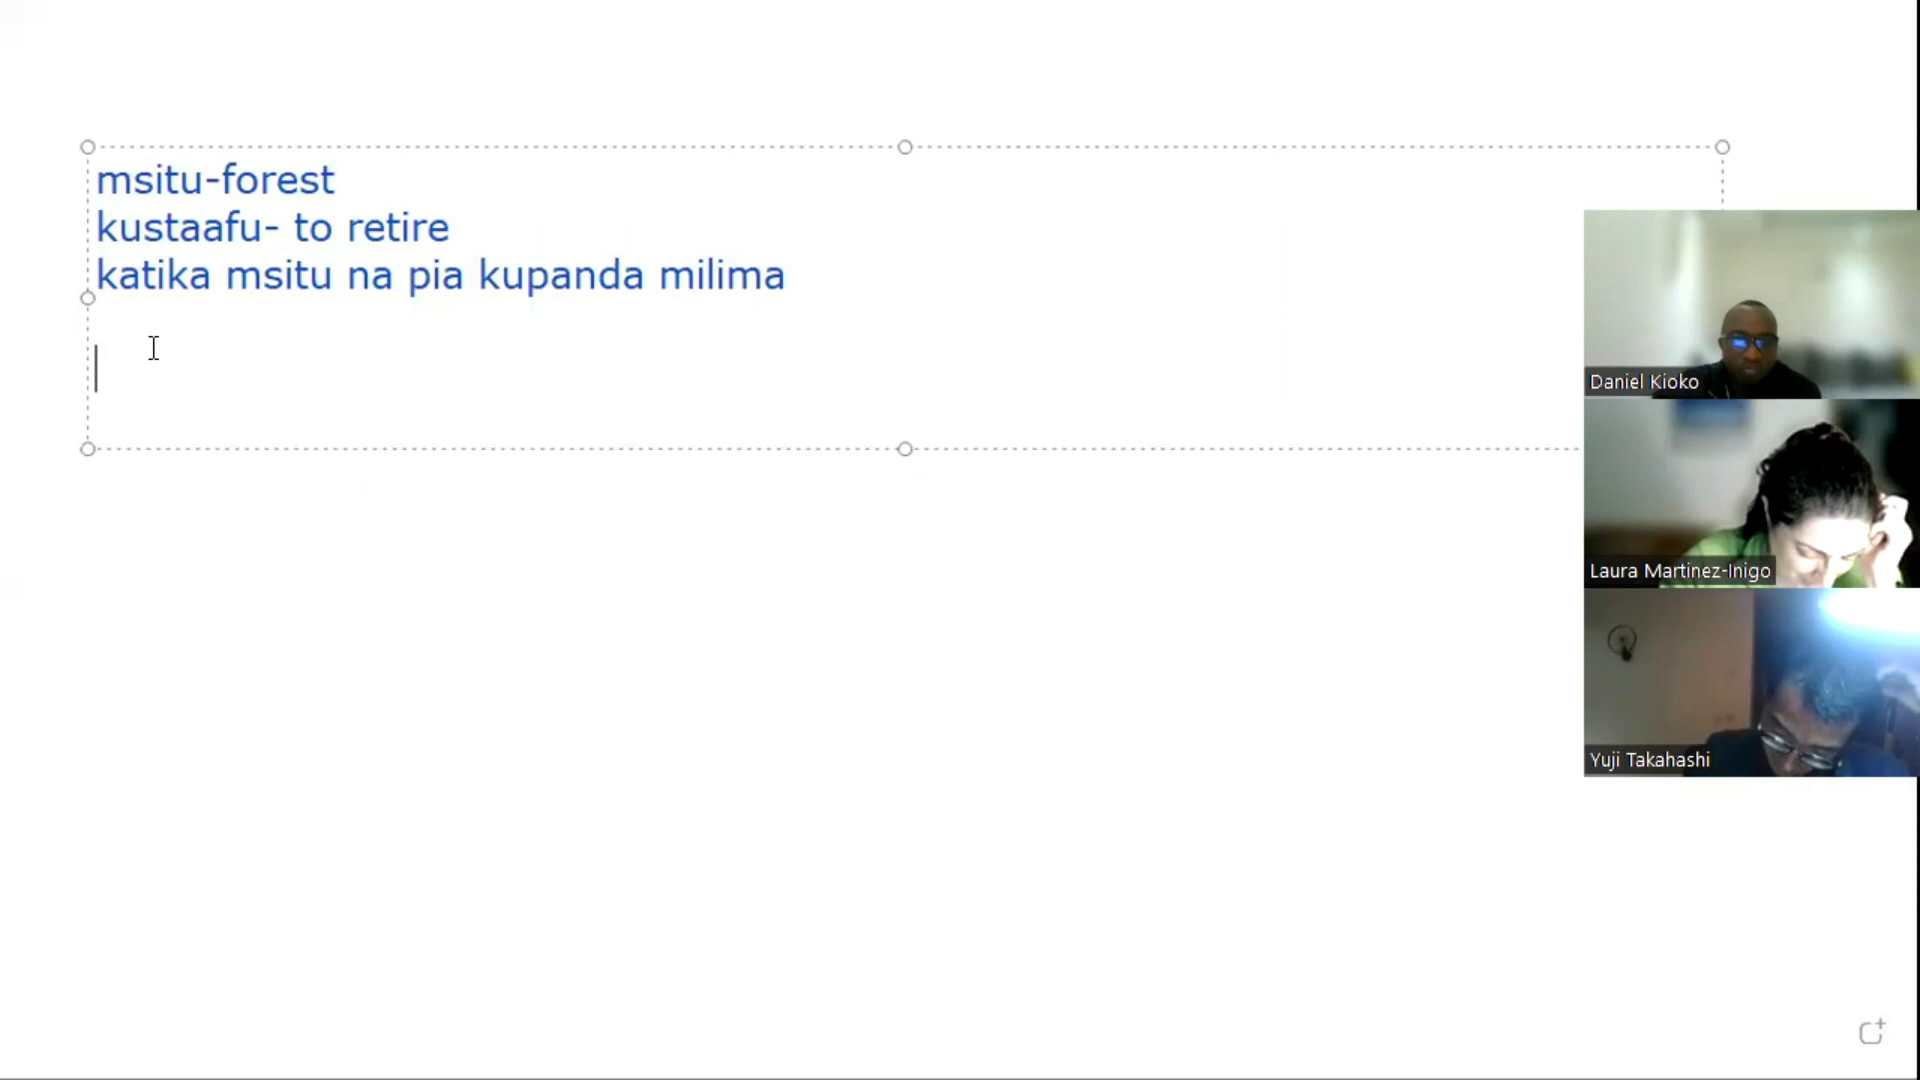 msitu-forest
kustaafu- to retire
katika msitu na pia kupanda milima
Daniel Kioko
Laura Martinez-Inigo
Yuji Takahashi